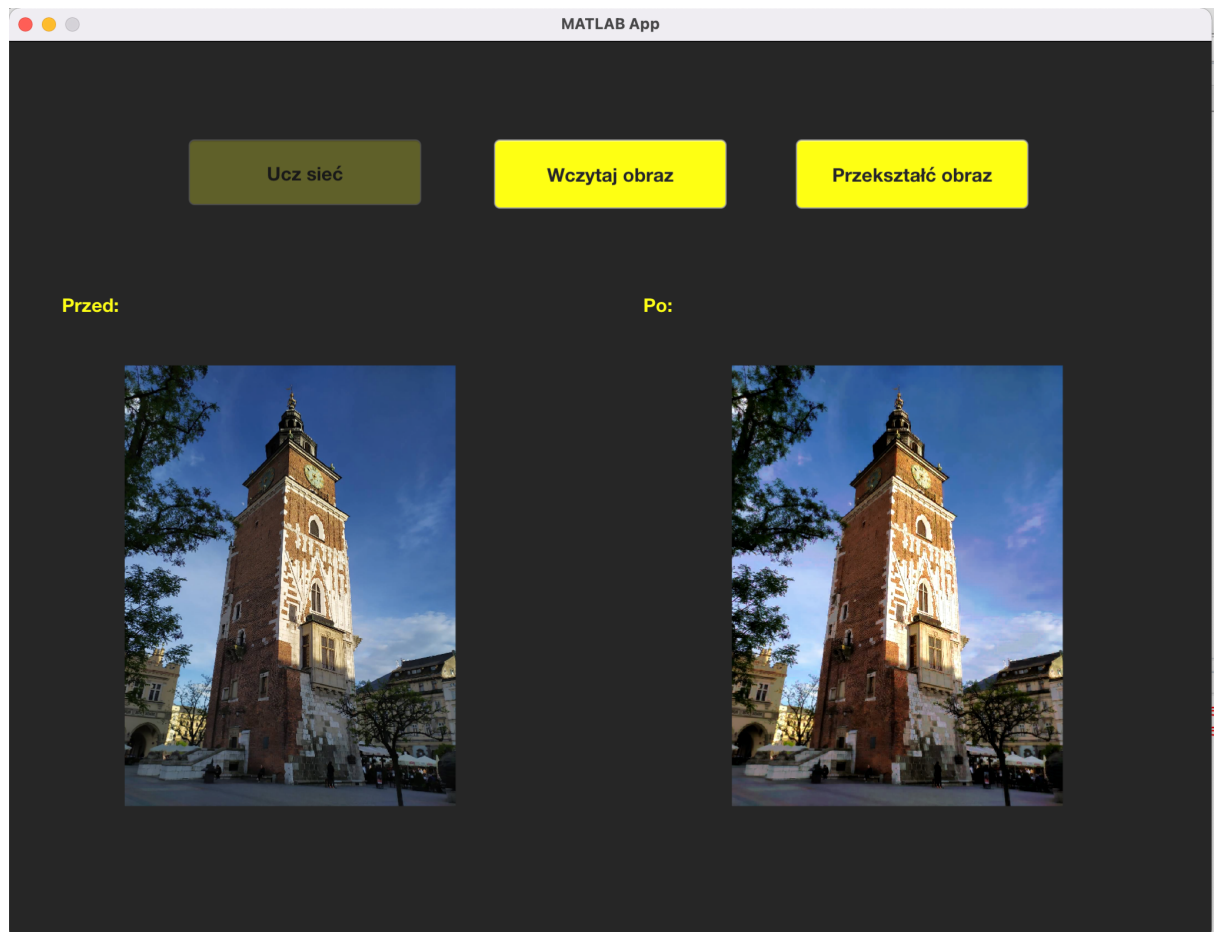 MATLAB App
Ucz sieć
Wczytaj obraz
Przekształć obraz
Przed:
Po: